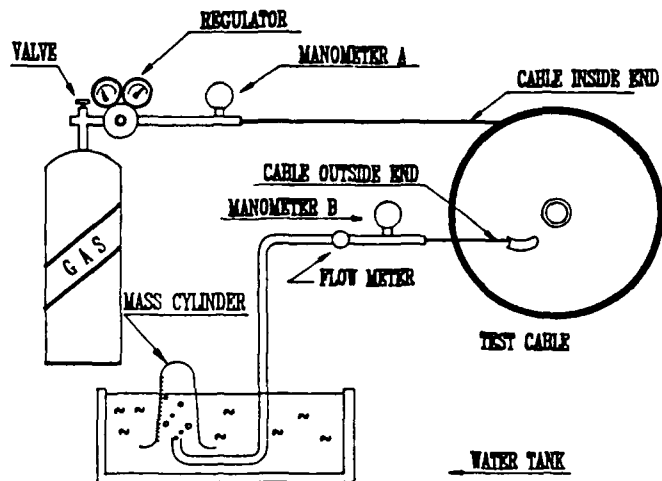 REGULATOR
VALVE
MANOMETER A
CABLE INSIDE END
CABLE OUTSIDE END
MANOMETER B
GAS
FLOW METER
MASS CYLINDER
TEST CABLE
WATER TANK